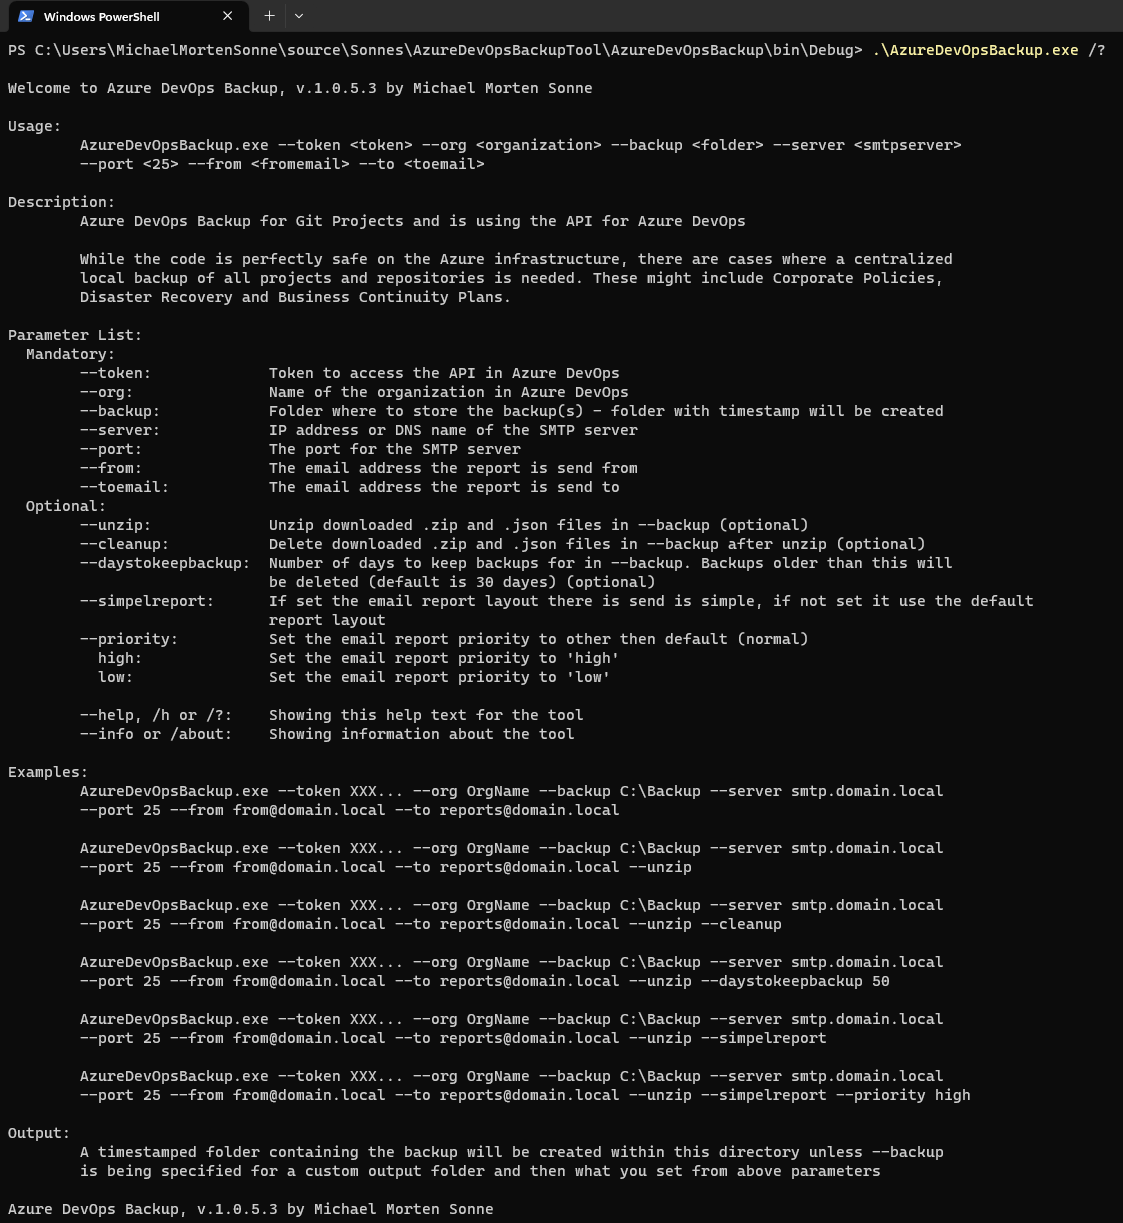 Windows PowerShell
PS C:\Users\MichaelMortenSonne\source\Sonnes\AzureDevOpsBackupTool\AzureDevOpsBackup\bin\Debug> .\AzureDevOpsBackup.exe /?
Welcome to Azure DevOps Backup, v.1.0.5.3 by Michael Morten Sonne
Usage:
AzureDevOpsBackup.exe --token <token> --org <organization> --backup <folder> --server <smtpserver>
--port <25> --from <fromemail> --to <toemail>
Description:
Azure DevOps Backup for Git Projects and is using the API for Azure DevOps
While the code is perfectly safe on the Azure infrastructure, there are cases where a centralized
local backup of all projects and repositories is needed. These might include Corporate Policies,
Disaster Recovery and Business Continuity Plans.
Parameter List:
Mandatory:
--token: Token to access the API in Azure DevOps
--org: Name of the organization in Azure DevOps
--backup: Folder where to store the backup(s) - folder with timestamp will be created
--server: IP address or DNS name of the SMTP server
--port: The port for the SMTP server
--from: The email address the report is send from
--toemail: The email address the report is send to
Optional:
--unzip: Unzip downloaded .zip and .json files in --backup (optional)
--cleanup: Delete downloaded .zip and .json files in --backup after unzip (optional)
--daystokeepbackup: Number of days to keep backups for in --backup. Backups older than this will
be deleted (default is 30 dayes) (optional)
--simpelreport: If set the email report layout there is send is simple, if not set it use the default
report layout
--priority: Set the email report priority to other then default (normal)
high: Set the email report priority to 'high'
low: Set the email report priority to 'low'
--help, /h or /?: Showing this help text for the tool
--info or /about: Showing information about the tool
Examples:
AzureDevOpsBackup.exe --token XXX... --org OrgName --backup C:\Backup --server smtp.domain.local
--port 25 --from from@domain.local --to reports@domain.local
AzureDevOpsBackup.exe --token XXX... --org OrgName --backup C:\Backup --server smtp.domain.local
--port 25 --from from@domain.local --to reports@domain.local --unzip
AzureDevOpsBackup.exe --token XXX... --org OrgName --backup C:\Backup --server smtp.domain.local
--port 25 --from from@domain.local --to reports@domain.local --unzip --cleanup
AzureDevOpsBackup.exe --token XXX... --org OrgName --backup C:\Backup --server smtp.domain.local
--port 25 --from from@domain.local --to reports@domain.local --unzip --daystokeepbackup 50
AzureDevOpsBackup.exe --token XXX... --org OrgName --backup C:\Backup --server smtp.domain.local
--port 25 --from from@domain.local --to reports@domain.local --unzip --simpelreport
AzureDevOpsBackup.exe --token XXX... --org OrgName --backup C:\Backup --server smtp.domain.local
--port 25 --from from@domain.local --to reports@domain.local --unzip --simpelreport --priority high
Output:
A timestamped folder containing the backup will be created within this directory unless --backup
is being specified for a custom output folder and then what you set from above parameters
Azure DevOps Backup, v.1.0.5.3 by Michael Morten Sonne